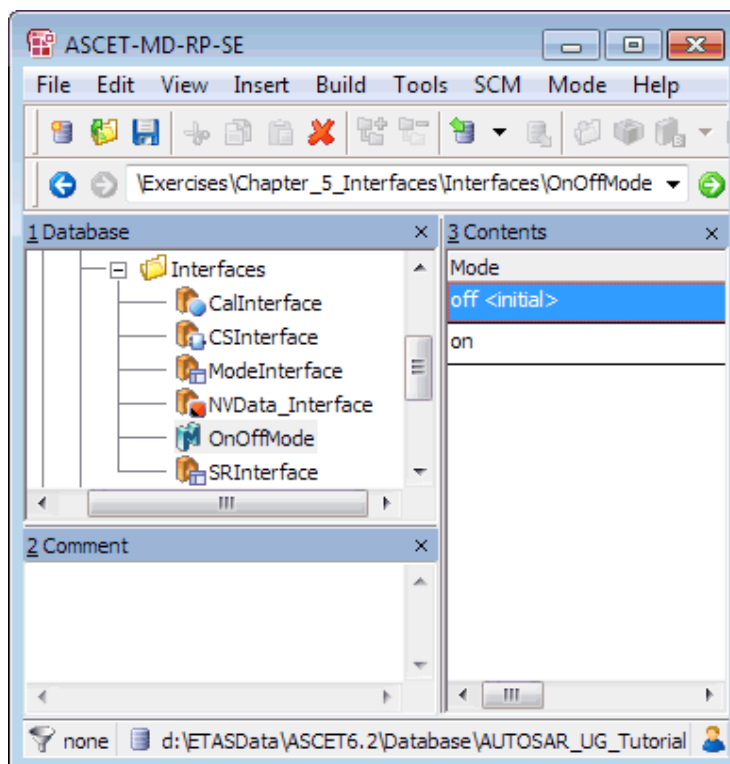 ASCET-MD-RP-SE
File Edit View Insert Build Tools SCM Mode Help
\Exercises\Chapter_5_Interfaces\Interfaces\OnOffMode
1 Database
Interfaces
CalInterface
CSInterface
ModeInterface
NVData_Interface
OnOffMode
SRInterface
2 Comment
3 Contents
Mode
off <initial>
on
none d:\ETASData\ASCET6.2\Database\AUTOSAR_UG_Tutorial